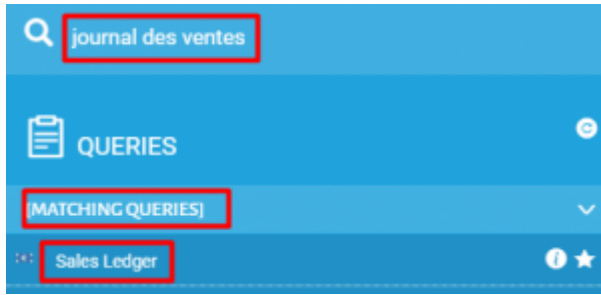 journal des ventes
QUERIES
[MATCHING QUERIES]
Sales Ledger